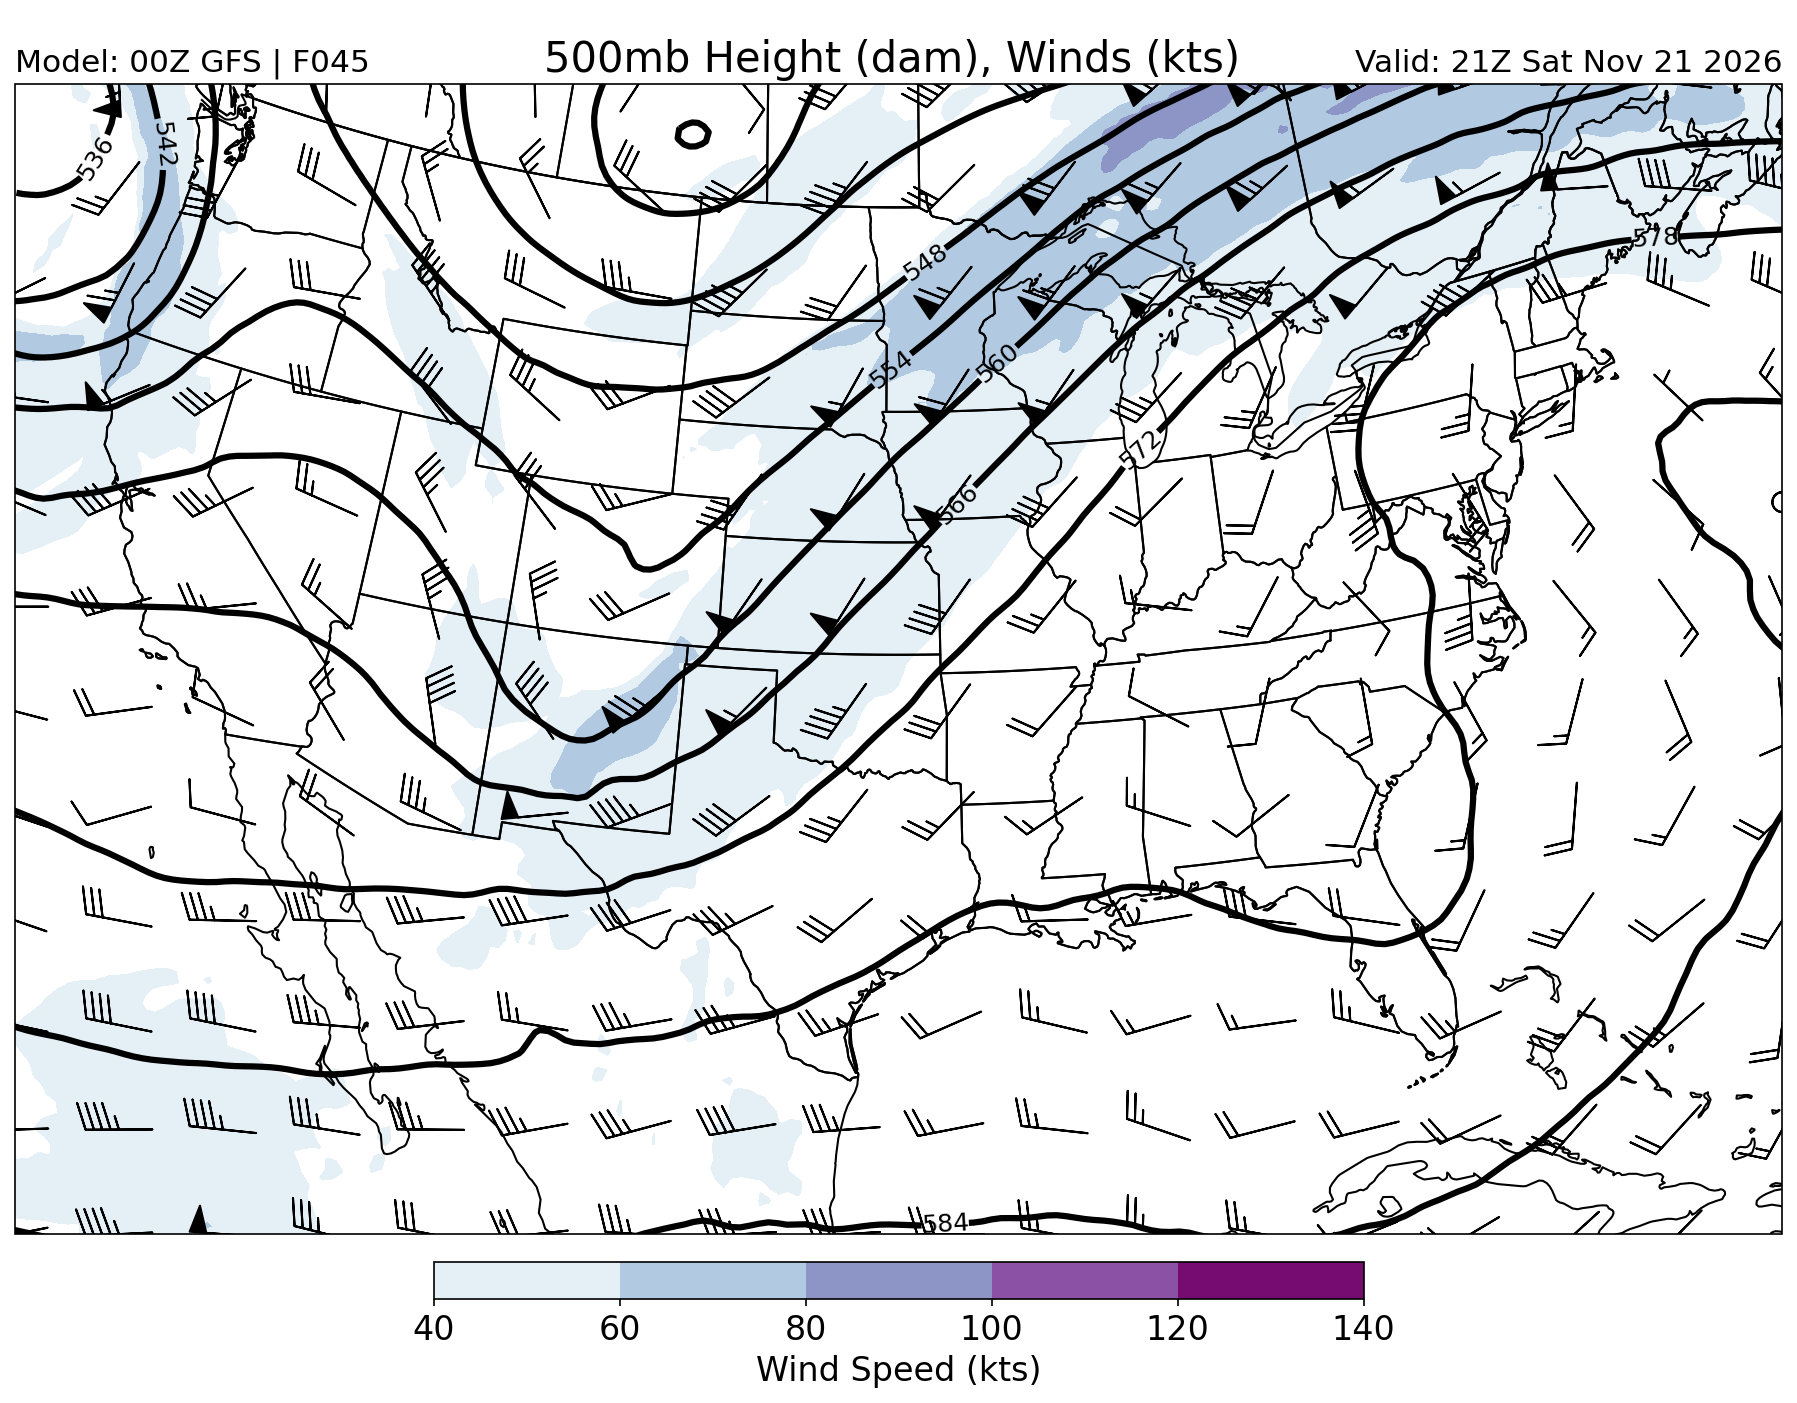 Model: 00Z GFS | F045
500mb Height (dam), Winds (kts)
Valid: 21Z Sat Nov 21 2026
536
542
548
554
560
566
572
578
584
40 60 80 100 120 140
Wind Speed (kts)